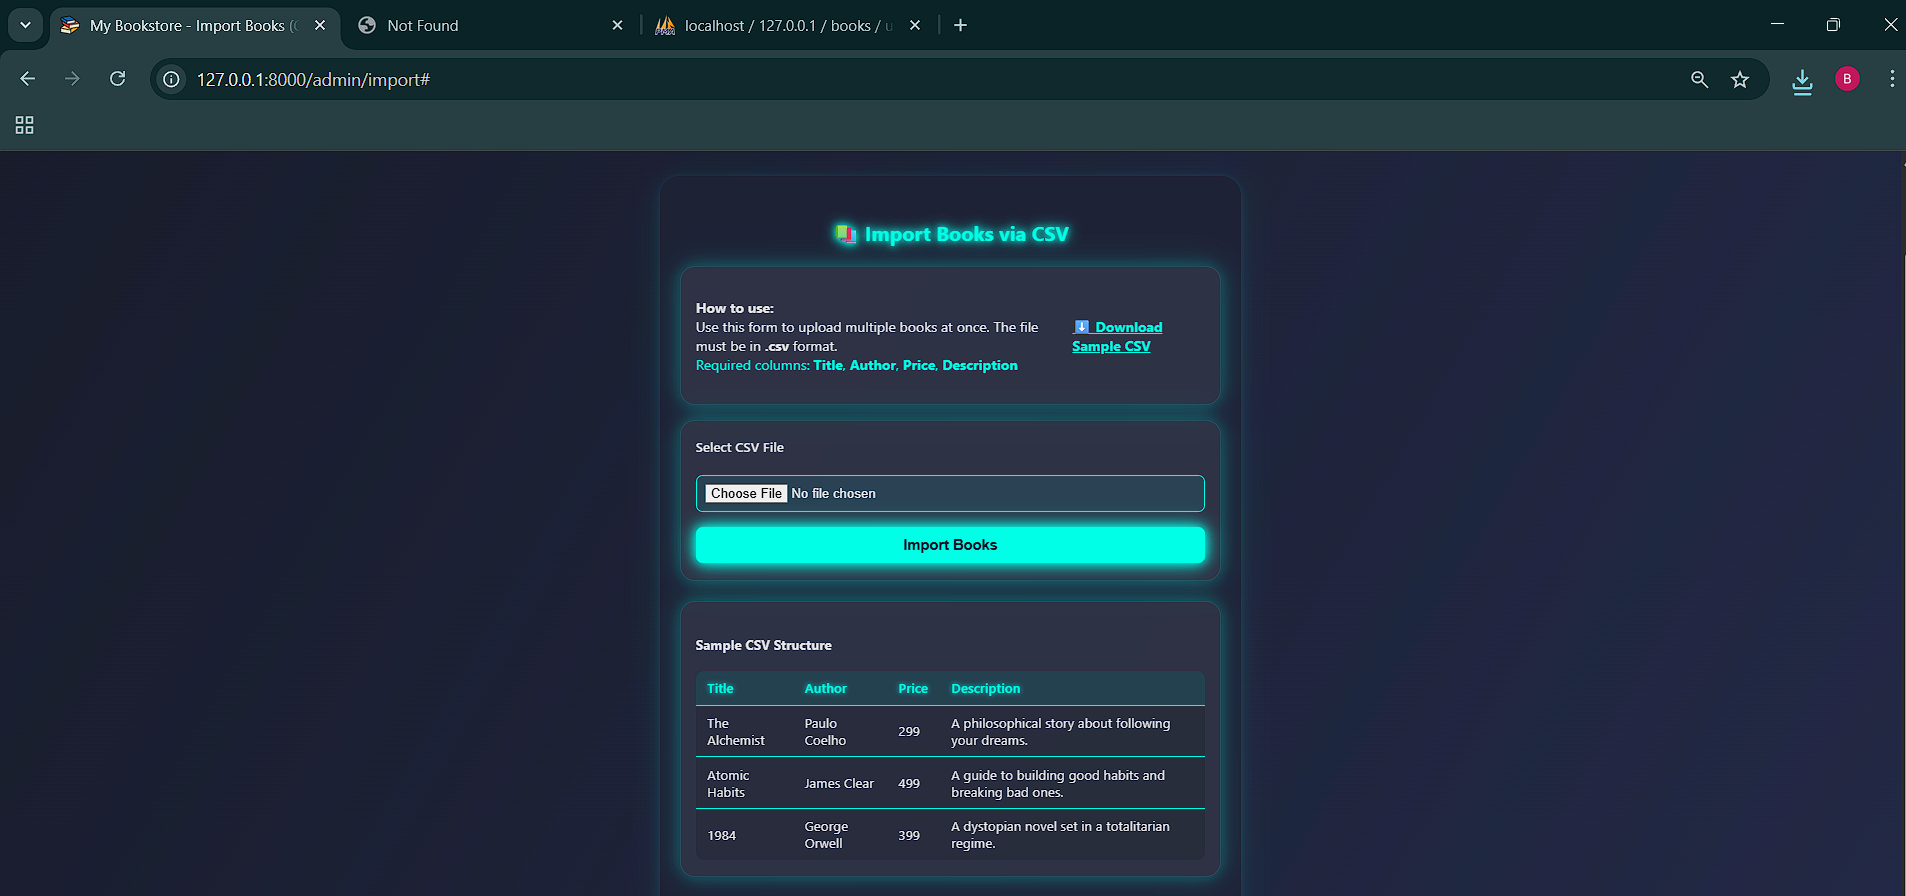 My Bookstore - Import Books (
Not Found
localhost / 127.0.0.1 / books / u
127.0.0.1:8000/admin/import#
B
Import Books via CSV
How to use:
Use this form to upload multiple books at once. The file
must be in .csv format.
Required columns: Title, Author, Price, Description
Download
Sample CSV
Select CSV File
Choose File No file chosen
Import Books
Sample CSV Structure
Title Author Price Description
The Alchemist Paulo Coelho 299 A philosophical story about following your dreams.
Atomic Habits James Clear 499 A guide to building good habits and breaking bad ones.
1984 George Orwell 399 A dystopian novel set in a totalitarian regime.